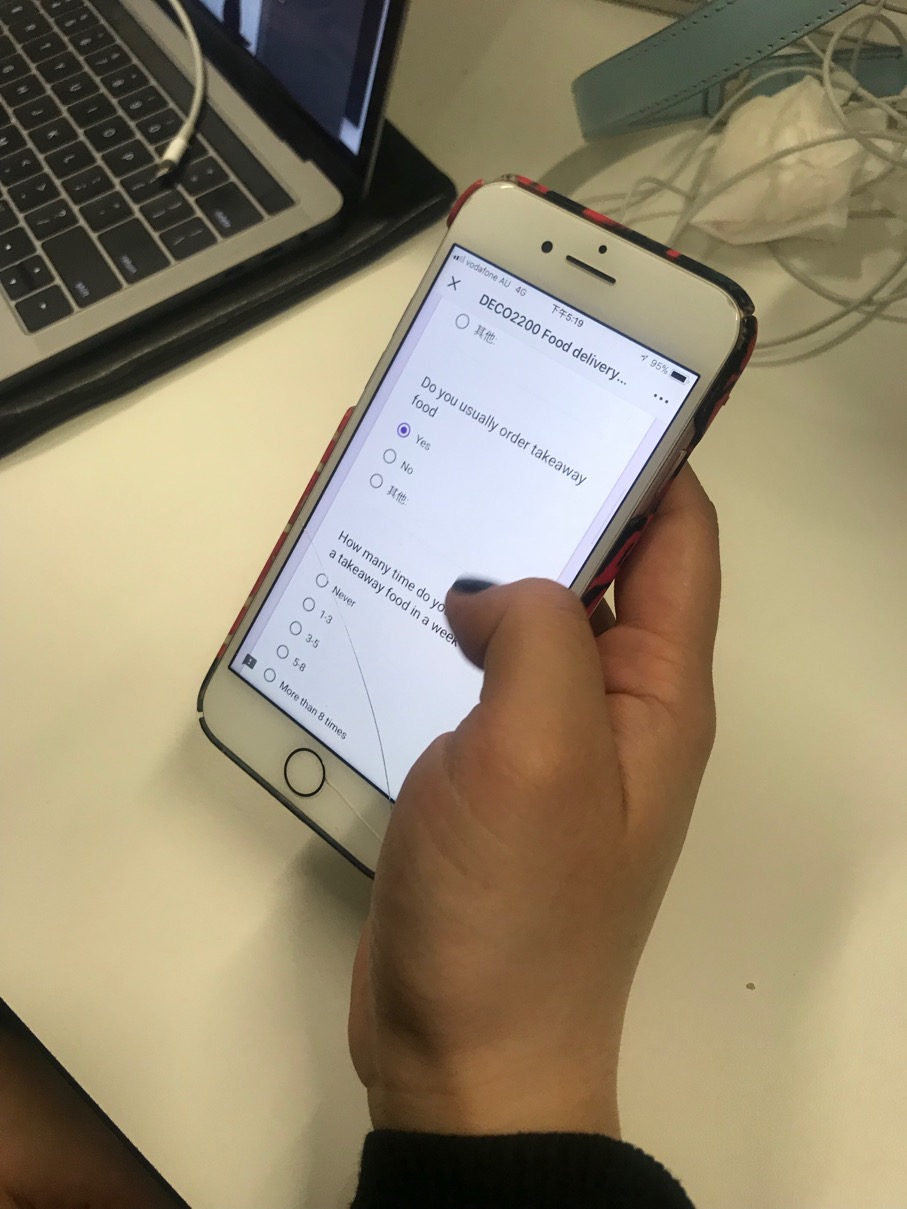 vodafone AU 4G
下午5:19
95%
DECO2200 Food delivery...
其他:
Do you usually order takeaway
food
Yes
No
其他:
How many time do yo
a takeaway food in a week
Never
1-3
3-5
5-8
More than 8 times